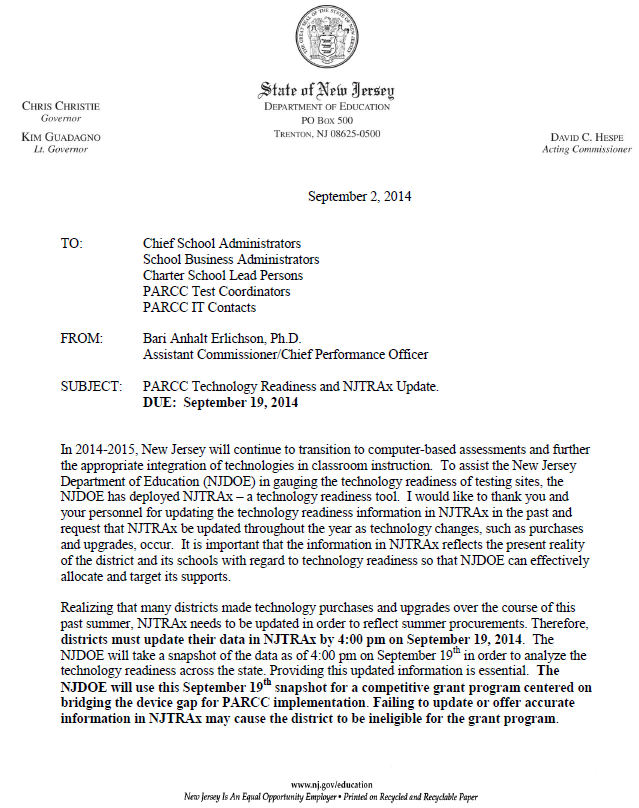 THE GREAT SEAL OF THE STATE OF NEW JERSEY
State of New Jersey
DEPARTMENT OF EDUCATION
PO BOX 500
TRENTON, NJ 08625-0500
CHRIS CHRISTIE
Governor
KIM GUADAGNO
Lt. Governor
DAVID C. HESPE
Acting Commissioner
September 2, 2014
TO: Chief School Administrators
School Business Administrators
Charter School Lead Persons
PARCC Test Coordinators
PARCC IT Contacts
FROM: Bari Anhalt Erlichson, Ph.D.
Assistant Commissioner/Chief Performance Officer
SUBJECT: PARCC Technology Readiness and NJTRAx Update.
DUE: September 19, 2014
In 2014-2015, New Jersey will continue to transition to computer-based assessments and further
the appropriate integration of technologies in classroom instruction. To assist the New Jersey
Department of Education (NJDOE) in gauging the technology readiness of testing sites, the
NJDOE has deployed NJTRAx – a technology readiness tool. I would like to thank you and
your personnel for updating the technology readiness information in NJTRAx in the past and
request that NJTRAx be updated throughout the year as technology changes, such as purchases
and upgrades, occur. It is important that the information in NJTRAx reflects the present reality
of the district and its schools with regard to technology readiness so that NJDOE can effectively
allocate and target its supports.
Realizing that many districts made technology purchases and upgrades over the course of this
past summer, NJTRAx needs to be updated in order to reflect summer procurements. Therefore,
districts must update their data in NJTRAx by 4:00 pm on September 19, 2014. The
NJDOE will take a snapshot of the data as of 4:00 pm on September 19th in order to analyze the
technology readiness across the state. Providing this updated information is essential. The
NJDOE will use this September 19th snapshot for a competitive grant program centered on
bridging the device gap for PARCC implementation. Failing to update or offer accurate
information in NJTRAx may cause the district to be ineligible for the grant program.
www.nj.gov/education
New Jersey Is An Equal Opportunity Employer • Printed on Recycled and Recyclable Paper